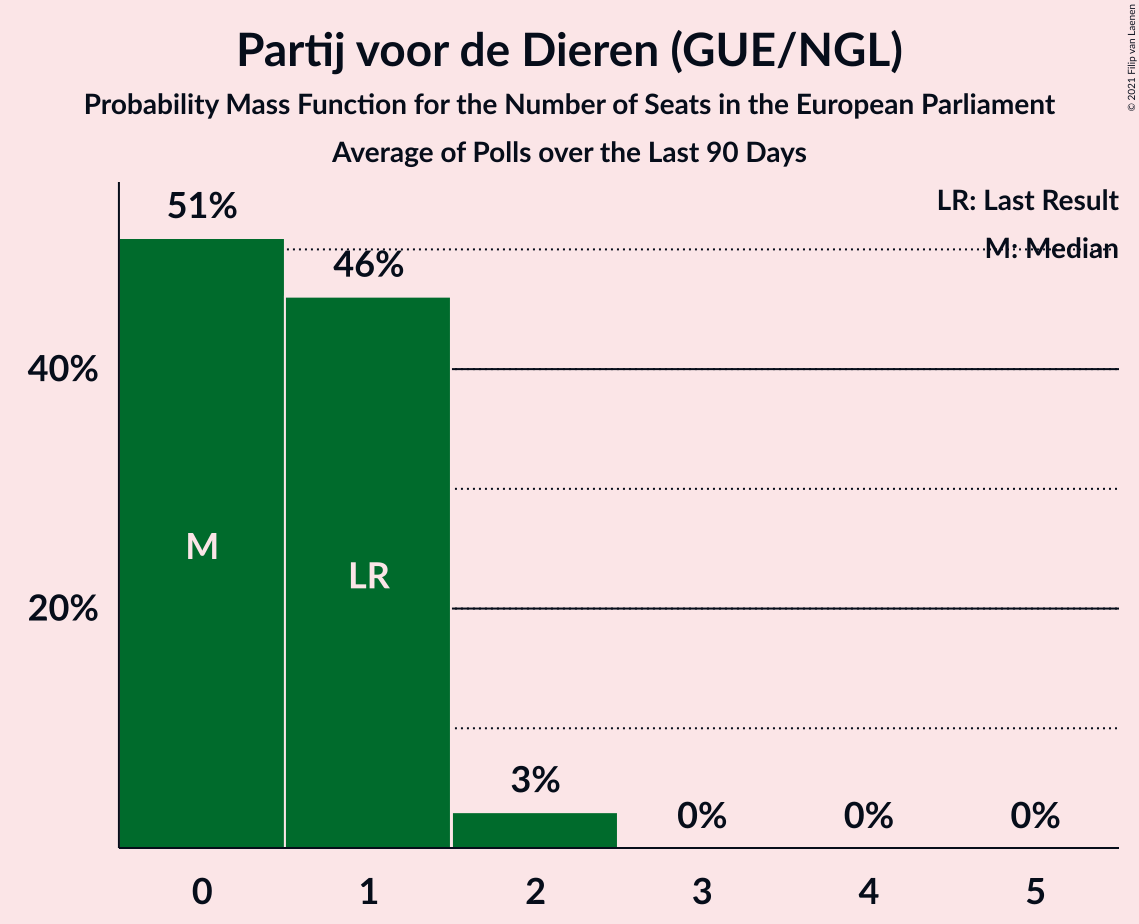 Partij voor de Dieren (GUE/NGL)
Probability Mass Function for the Number of Seats in the European Parliament
Average of Polls over the Last 90 Days
© 2021 Filip van Laenen
LR: Last Result
M: Median
51%
46%
40%
M
LR
20%
3%
0%
0%
0%
0
1
2
3
4
5